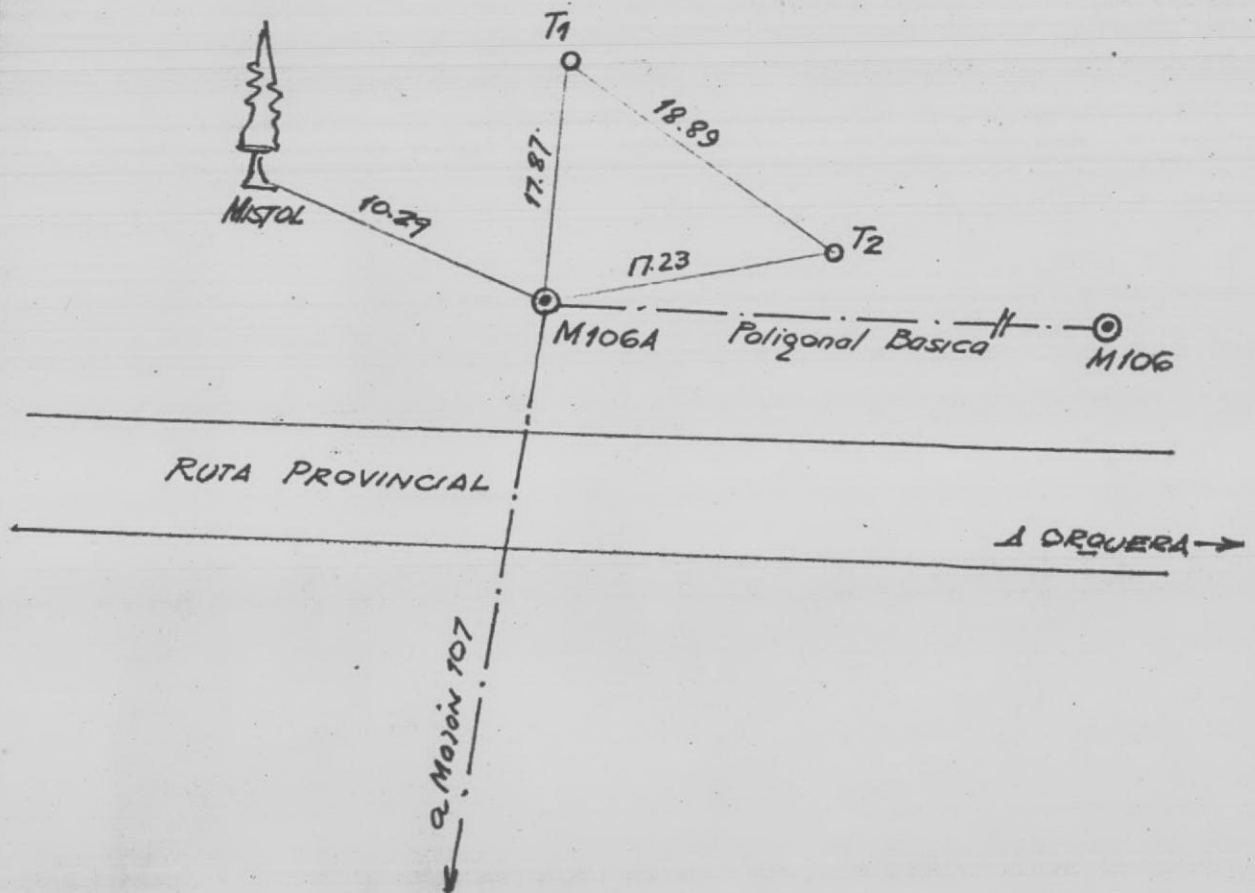 T1
18.89
17.87
MISTOL
10.29
T2
17.23
M106A
Poligonal Basica
M106
RUTA PROVINCIAL
A ORQUERA
a MOJÓN 107